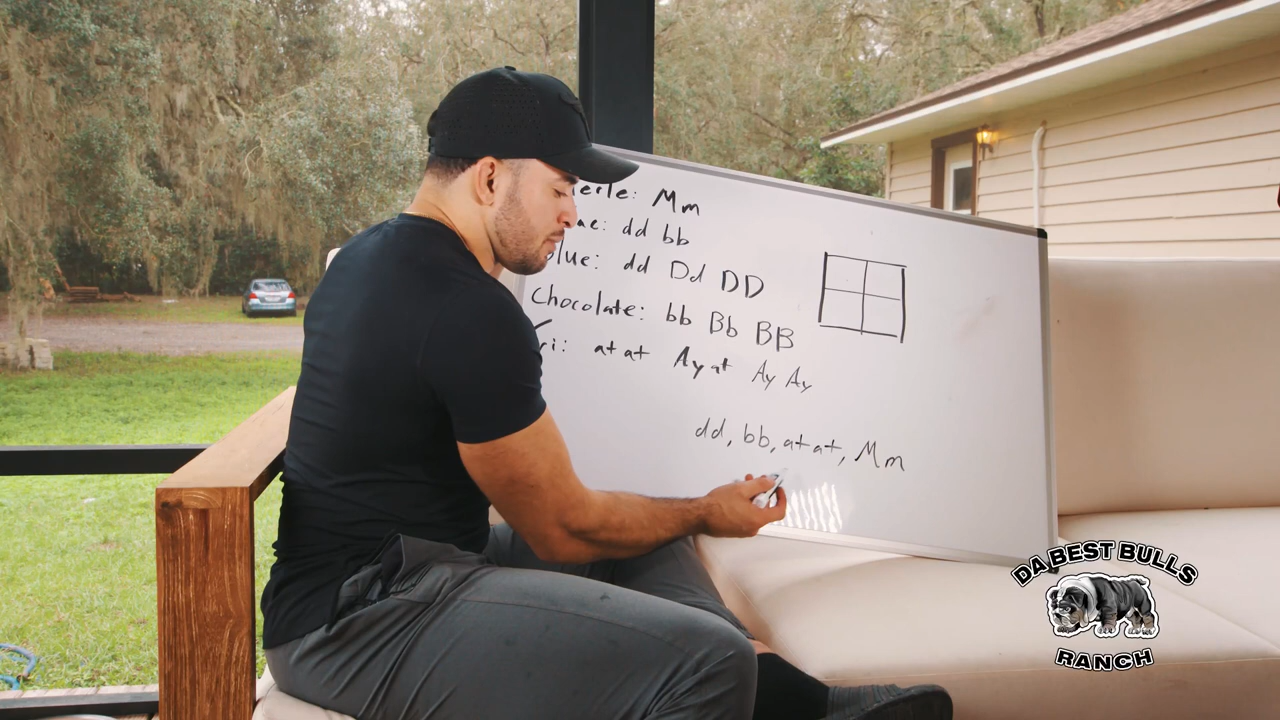 Mm
dd bb
Blue: dd Dd DD
Chocolate: bb Bb BB
atat Ayat AyAy
dd, bb, atat, Mm
DA BEST BULLS
RANCH